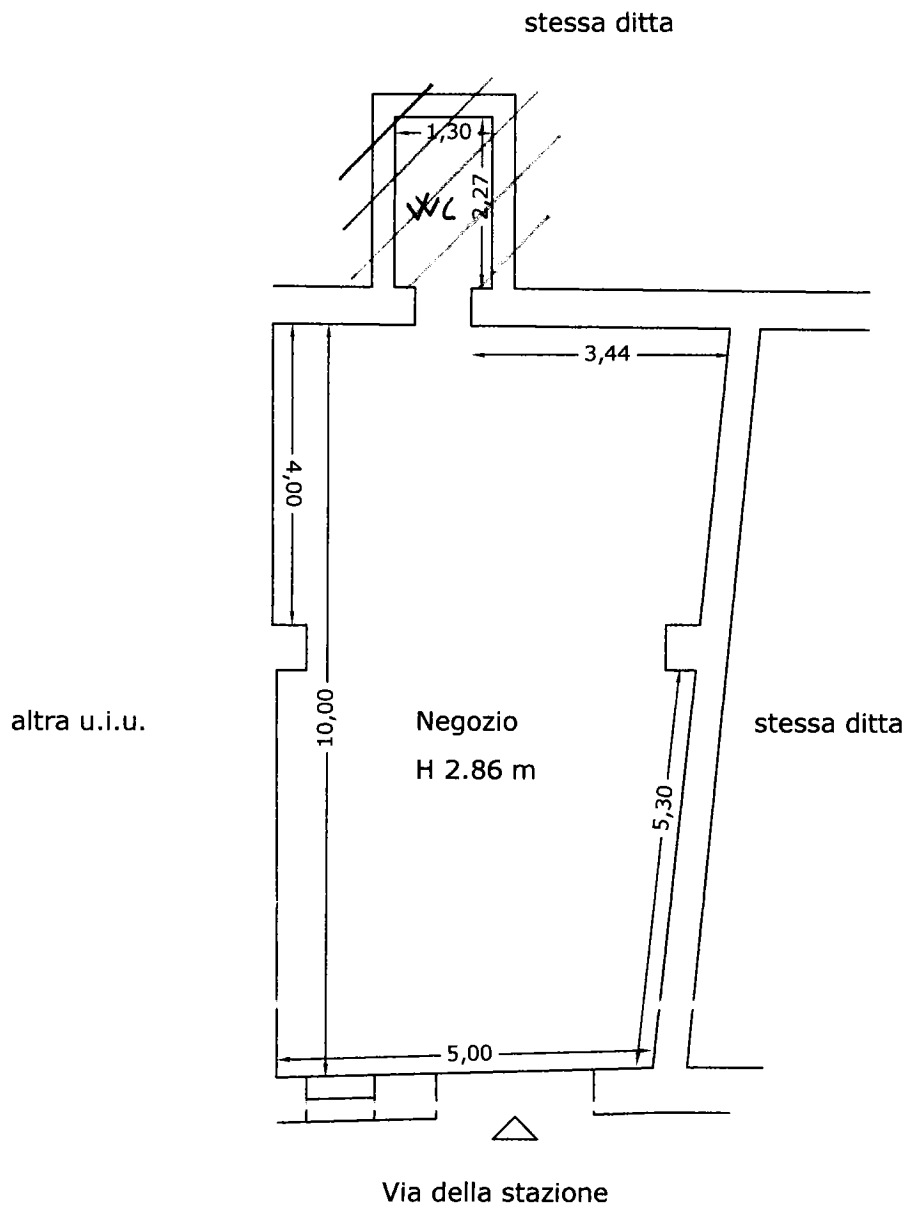 stessa ditta
1,30
2,27
WC
3,44
4,00
10,00
altra u.i.u.
Negozio
stessa ditta
H 2.86 m
5,30
5,00
Via della stazione